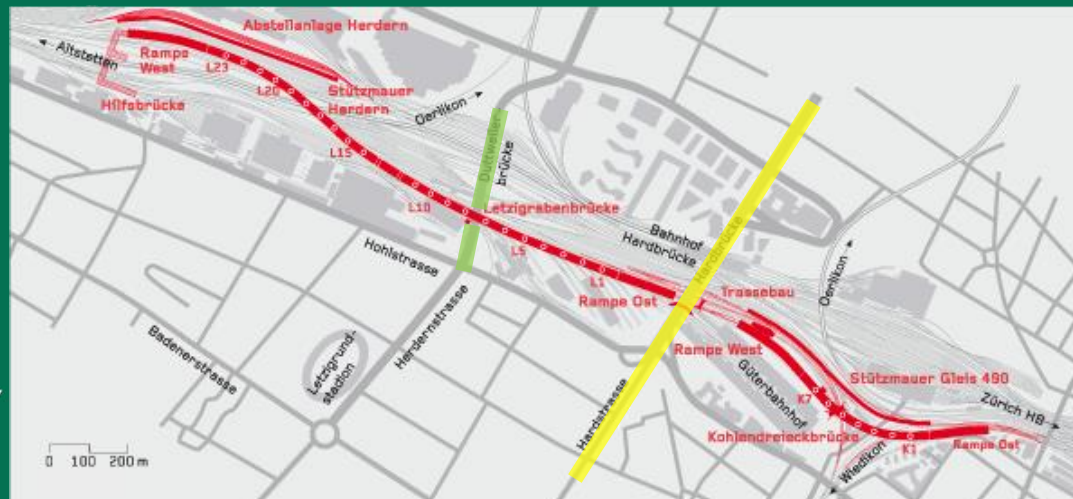 Abstellanlage Herdern
Altstetten
Rampe
West
L23
L20
Stützmauer
Herdern
Hilfsbrücke
Oerlikon
Duttweiler
brücke
L15
L10
Letzigrabenbrücke
L5
Bahnhof
Hardbrücke
Hardbrücke
Hohlstrasse
L1
Rampe Ost
Trassebau
Oerlikon
Herdernstrasse
Badenerstrasse
Letzigrund-
stadion
Rampe West
Güterbahnhof
Stützmauer Gleis 490
K7
Zürich HB
Hardstrasse
Kohlendreieckbrücke
K1
Rampe Ost
Wiedikon
0 100 200 m